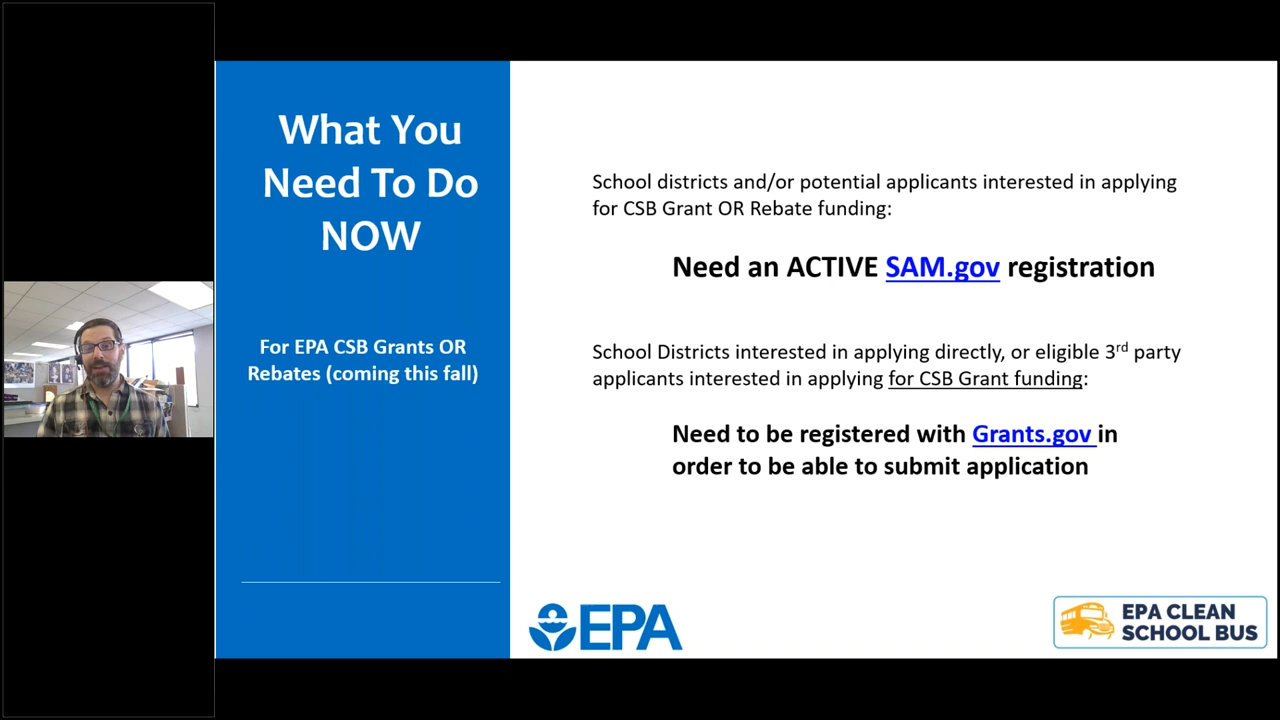 What You
Need To Do
NOW
For EPA CSB Grants OR
Rebates (coming this fall)
School districts and/or potential applicants interested in applying
for CSB Grant OR Rebate funding:
Need an ACTIVE SAM.gov registration
School Districts interested in applying directly, or eligible 3rd party
applicants interested in applying for CSB Grant funding:
Need to be registered with Grants.gov in
order to be able to submit application
EPA
EPA CLEAN
SCHOOL BUS